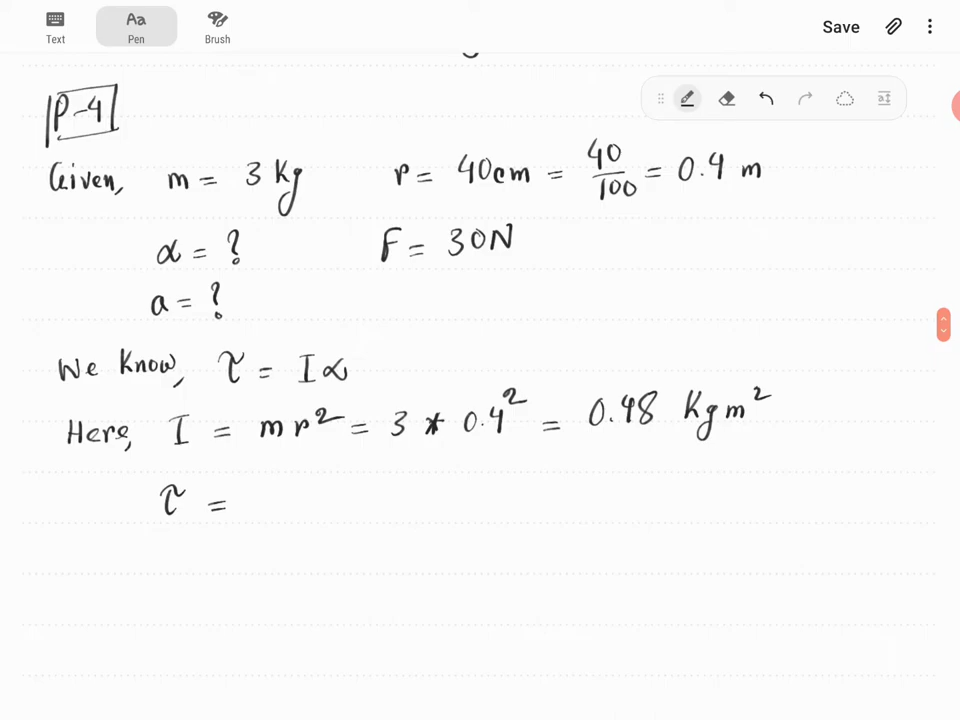 Text
Aa
Pen
Brush
Save
P-4
Given, m = 3 Kg r = 40cm = 40/100 = 0.4 m
α = ? F = 30N
a = ?
We Know, τ = Iα
Here, I = mr² = 3 * 0.4² = 0.48 Kgm²
τ =